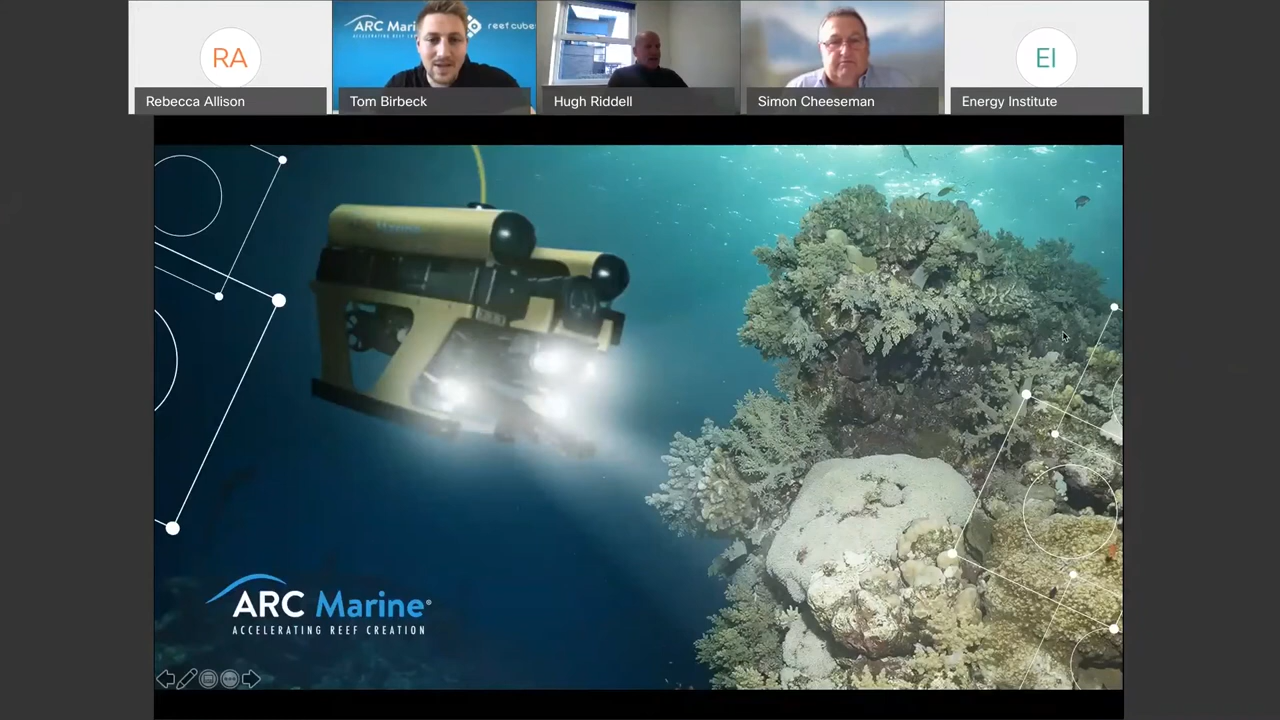 RA
Rebecca Allison
ARC Mari
reef cube
Tom Birbeck
Hugh Riddell
Simon Cheeseman
EI
Energy Institute
ARC Marine
ACCELERATING REEF CREATION